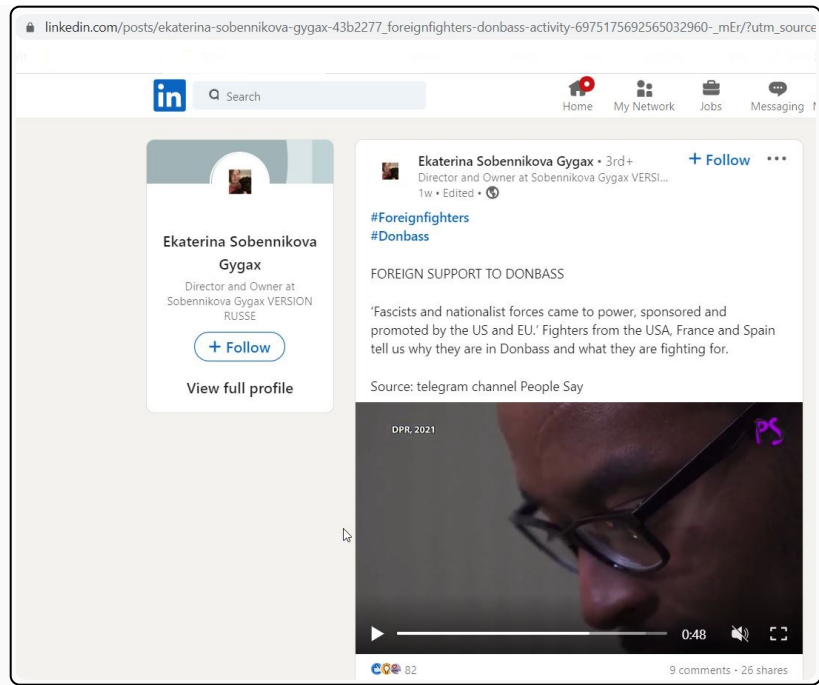 linkedin.com/posts/ekaterina-sobennikova-gygax-43b2277_foreignfighters-donbass-activity-6975175692565032960-_mEr/?utm_source
in
Search
Home
My Network
Jobs
Messaging
Ekaterina Sobennikova
Gygax
Director and Owner at
Sobennikova Gygax VERSION
RUSSE
+ Follow
View full profile
Ekaterina Sobennikova Gygax • 3rd+
+ Follow
Director and Owner at Sobennikova Gygax VERSI...
1w • Edited •
#Foreignfighters
#Donbass
FOREIGN SUPPORT TO DONBASS
'Fascists and nationalist forces came to power, sponsored and
promoted by the US and EU.' Fighters from the USA, France and Spain
tell us why they are in Donbass and what they are fighting for.
Source: telegram channel People Say
DPR, 2021
PS
0:48
82
9 comments • 26 shares